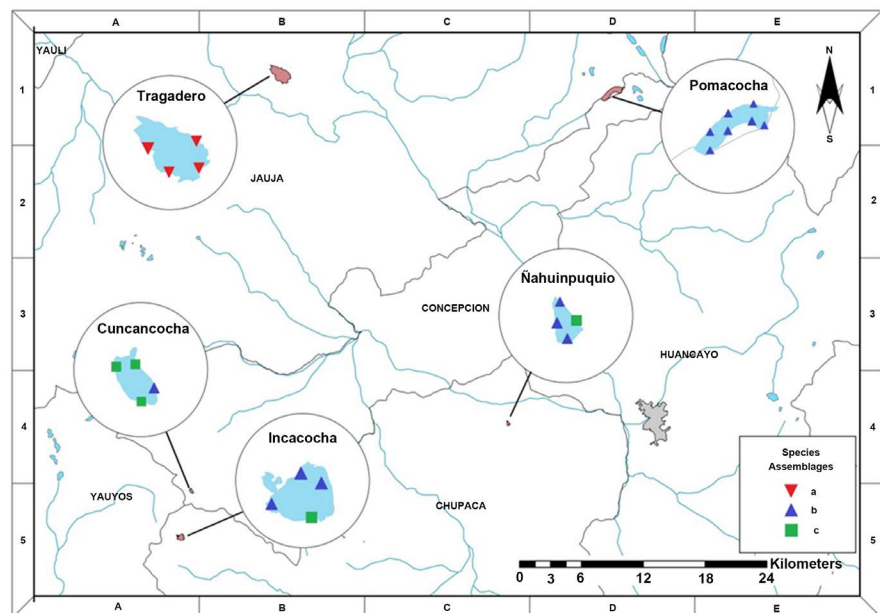 A B C D E
YAULI
N
1 1
Tragadero
Pomacocha
S
JAUJA
2 2
Ñahuinpuquio
CONCEPCION
3 3
Cuncancocha
HUANCAYO
4 4
Incacocha
Species
Assemblages
a
b
c
YAUYOS
CHUPACA
5 5
Kilometers
0 3 6 12 18 24
A B C D E